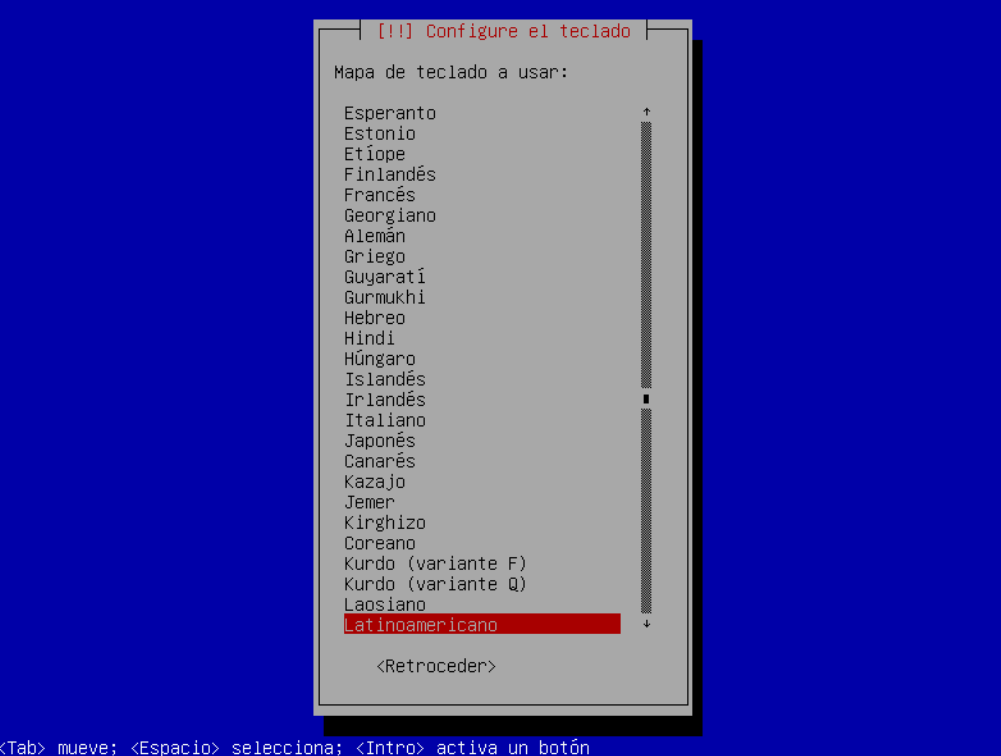 [!!] Configure el teclado
Mapa de teclado a usar:
Esperanto
Estonio
Etíope
Finlandés
Francés
Georgiano
Alemán
Griego
Guyaratí
Gurmukhi
Hebreo
Hindi
Húngaro
Islandés
Irlandés
Italiano
Japonés
Canarés
Kazajo
Jemer
Kirghizo
Coreano
Kurdo (variante F)
Kurdo (variante Q)
Laosiano
Latinoamericano
<Retroceder>
<Tab> mueve; <Espacio> selecciona; <Intro> activa un botón